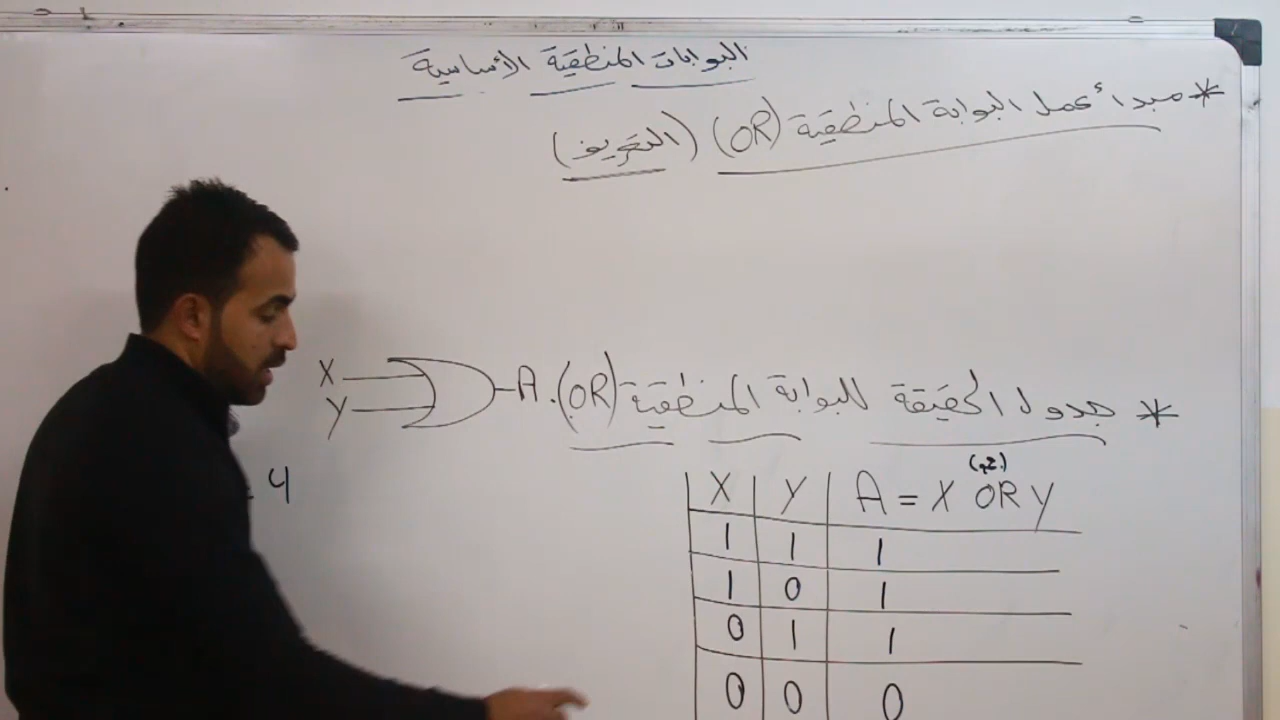 البوابات المنطقية الأساسية
* مبدأ عمل البوابة المنطقية (OR) (التعريف)
* جدول الحقيقة للبوابة المنطقية (OR).
X
Y
A
4
X Y A = X OR Y
1 1 1
1 0 1
0 1 1
0 0 0